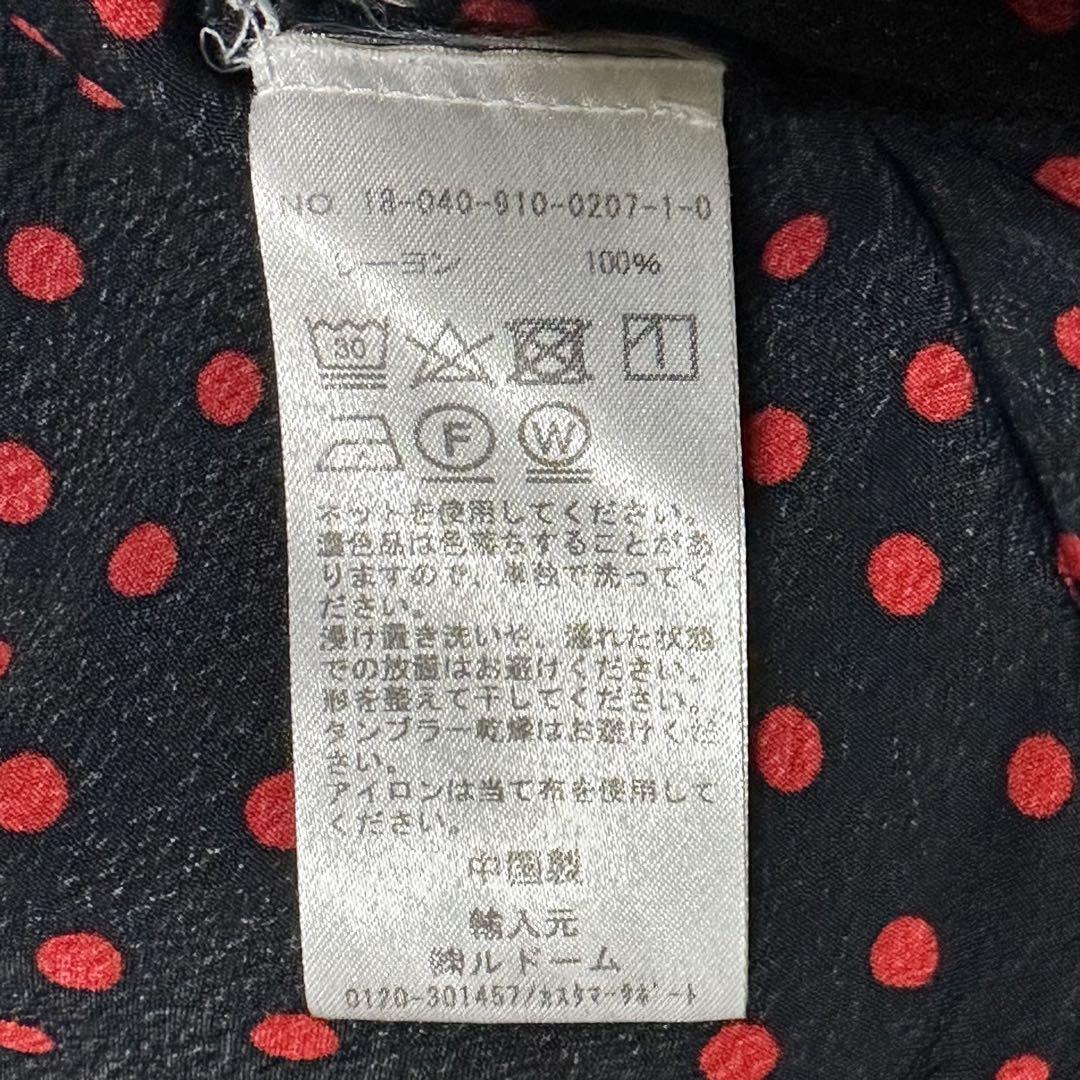 NO. 18-040-910-0207-1-0
レーヨン 100%
30
F W
ネットを使用してください。
濃色品は色落ちすることがあ
りますので、単独で洗ってく
ださい。
浸け置き洗いや、濡れた状態
での放置はお避けください。
形を整えて干してください。
タンブラー乾燥はお避けくだ
さい。
アイロンは当て布を使用して
ください。
中国製
輸入元
㈱ルドーム
0120-301457/カスタマーサポート